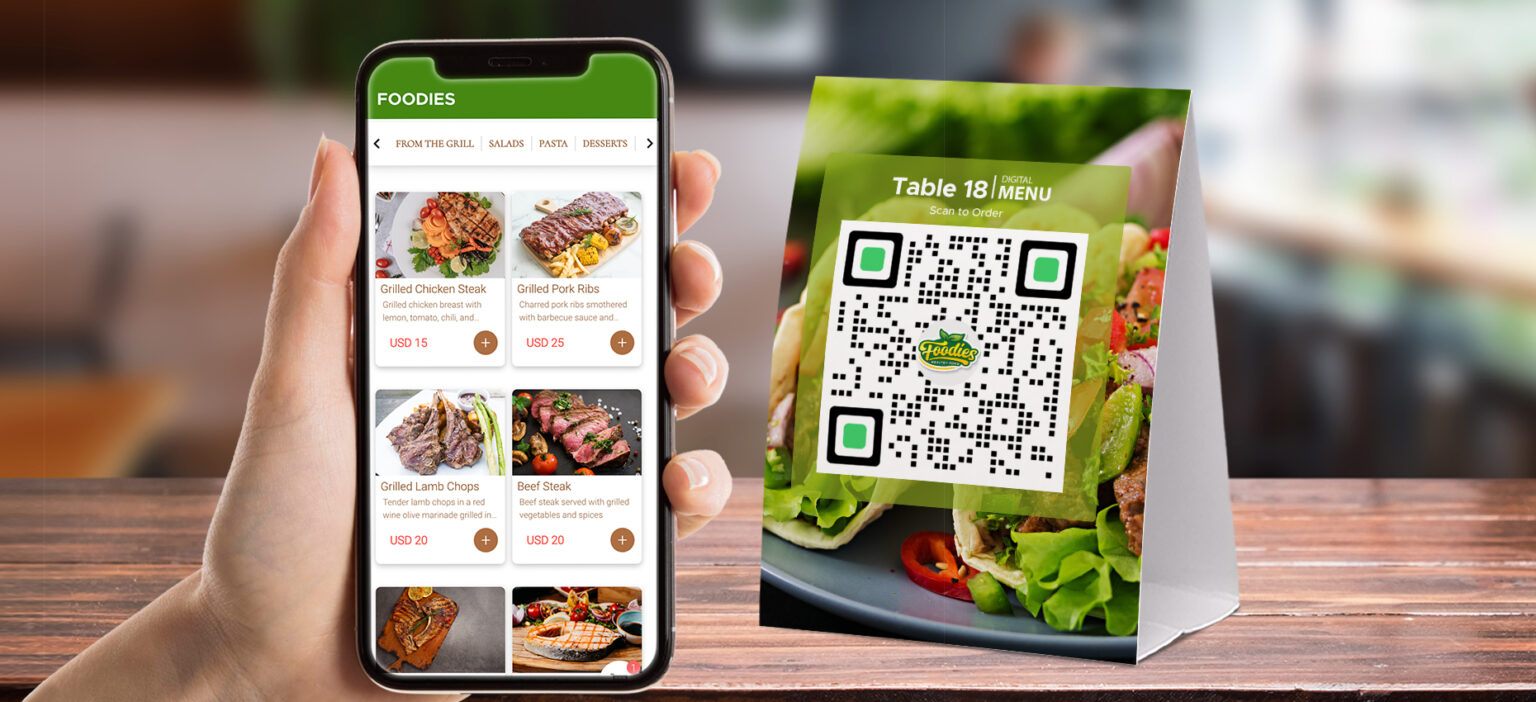 FOODIES
FROM THE GRILL
SALADS
PASTA
DESSERTS
Grilled Chicken Steak
Grilled chicken breast with
lemon, tomato, chili, and...
USD 15
+
Grilled Pork Ribs
Charred pork ribs smothered
with barbecue sauce and...
USD 25
+
Grilled Lamb Chops
Tender lamb chops in a red
wine olive marinade grilled in...
USD 20
+
Beef Steak
Beef steak served with grilled
vegetables and spices
USD 20
+
1
Table 18
DIGITAL
MENU
Scan to Order
Foodies
HEALTHY FOOD